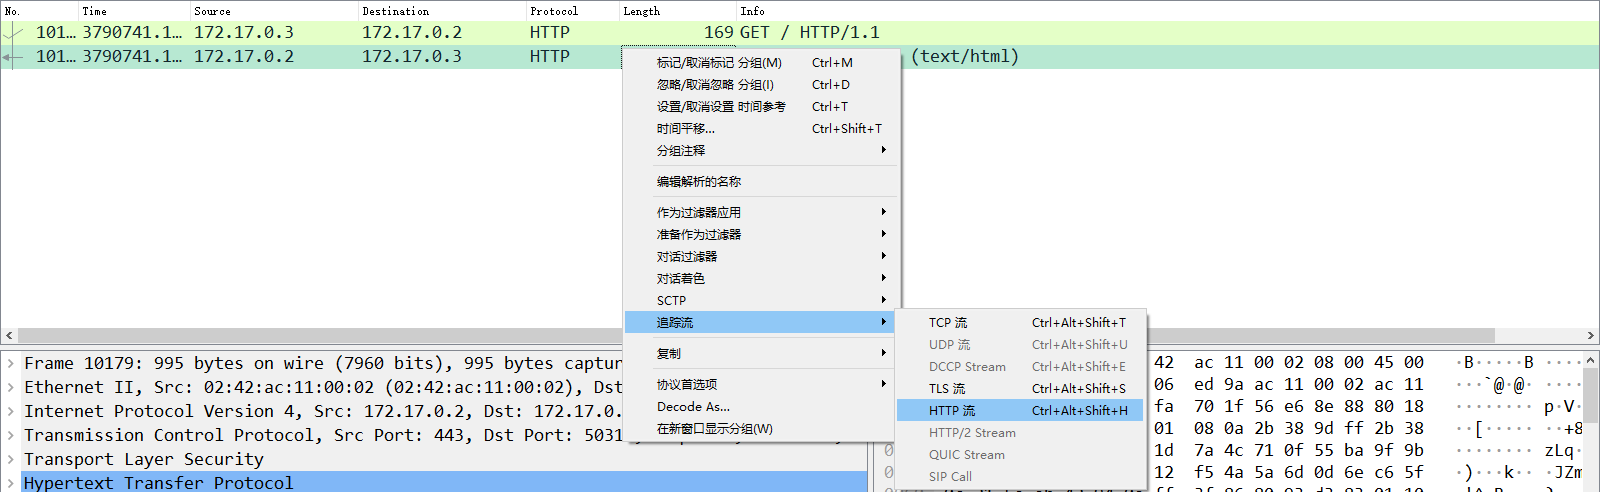 No. Time Source Destination Protocol Length Info
101… 3790741.1… 172.17.0.3 172.17.0.2 HTTP 169 GET / HTTP/1.1
101… 3790741.1… 172.17.0.2 172.17.0.3 HTTP (text/html)
标记/取消标记 分组(M) Ctrl+M
忽略/取消忽略 分组(I) Ctrl+D
设置/取消设置 时间参考 Ctrl+T
时间平移... Ctrl+Shift+T
分组注释
编辑解析的名称
作为过滤器应用
准备作为过滤器
对话过滤器
对话着色
SCTP
追踪流
复制
协议首选项
Decode As...
在新窗口显示分组(W)
TCP 流 Ctrl+Alt+Shift+T
UDP 流 Ctrl+Alt+Shift+U
DCCP Stream Ctrl+Alt+Shift+E
TLS 流 Ctrl+Alt+Shift+S
HTTP 流 Ctrl+Alt+Shift+H
HTTP/2 Stream
QUIC Stream
SIP Call
Frame 10179: 995 bytes on wire (7960 bits), 995 bytes captur
Ethernet II, Src: 02:42:ac:11:00:02 (02:42:ac:11:00:02), Dst
Internet Protocol Version 4, Src: 172.17.0.2, Dst: 172.17.0.
Transmission Control Protocol, Src Port: 443, Dst Port: 5031
Transport Layer Security
Hypertext Transfer Protocol
42 ac 11 00 02 08 00 45 00 ·B·····B
06 ed 9a ac 11 00 02 ac 11 ···`@·@·
fa 70 1f 56 e6 8e 88 80 18 ········ p·V·
01 08 0a 2b 38 9d ff 2b 38 ··[····· ·+8
1d 7a 4c 71 0f 55 ba 9f 9b ········ zLq·
12 f5 4a 5a 6d 0d 6e c6 5f ·)···k·· ·JZm